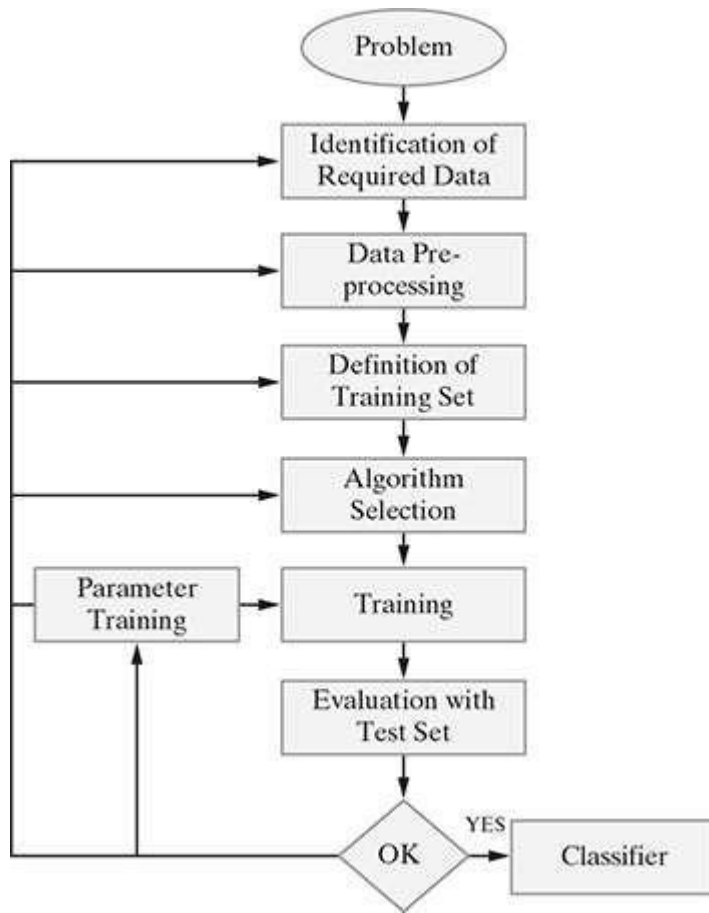 Problem
Identification of
Required Data
Data Pre-
processing
Definition of
Training Set
Algorithm
Selection
Parameter
Training
Training
Evaluation with
Test Set
OK
YES
Classifier